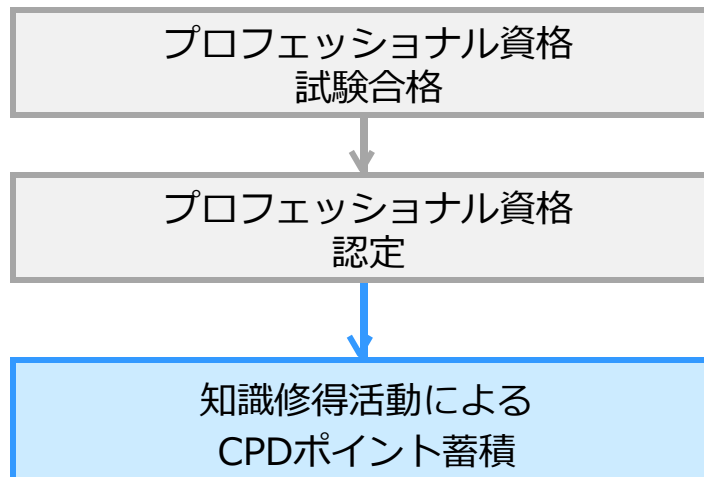 プロフェッショナル資格
試験合格
プロフェッショナル資格
認定
知識修得活動による
CPDポイント蓄積